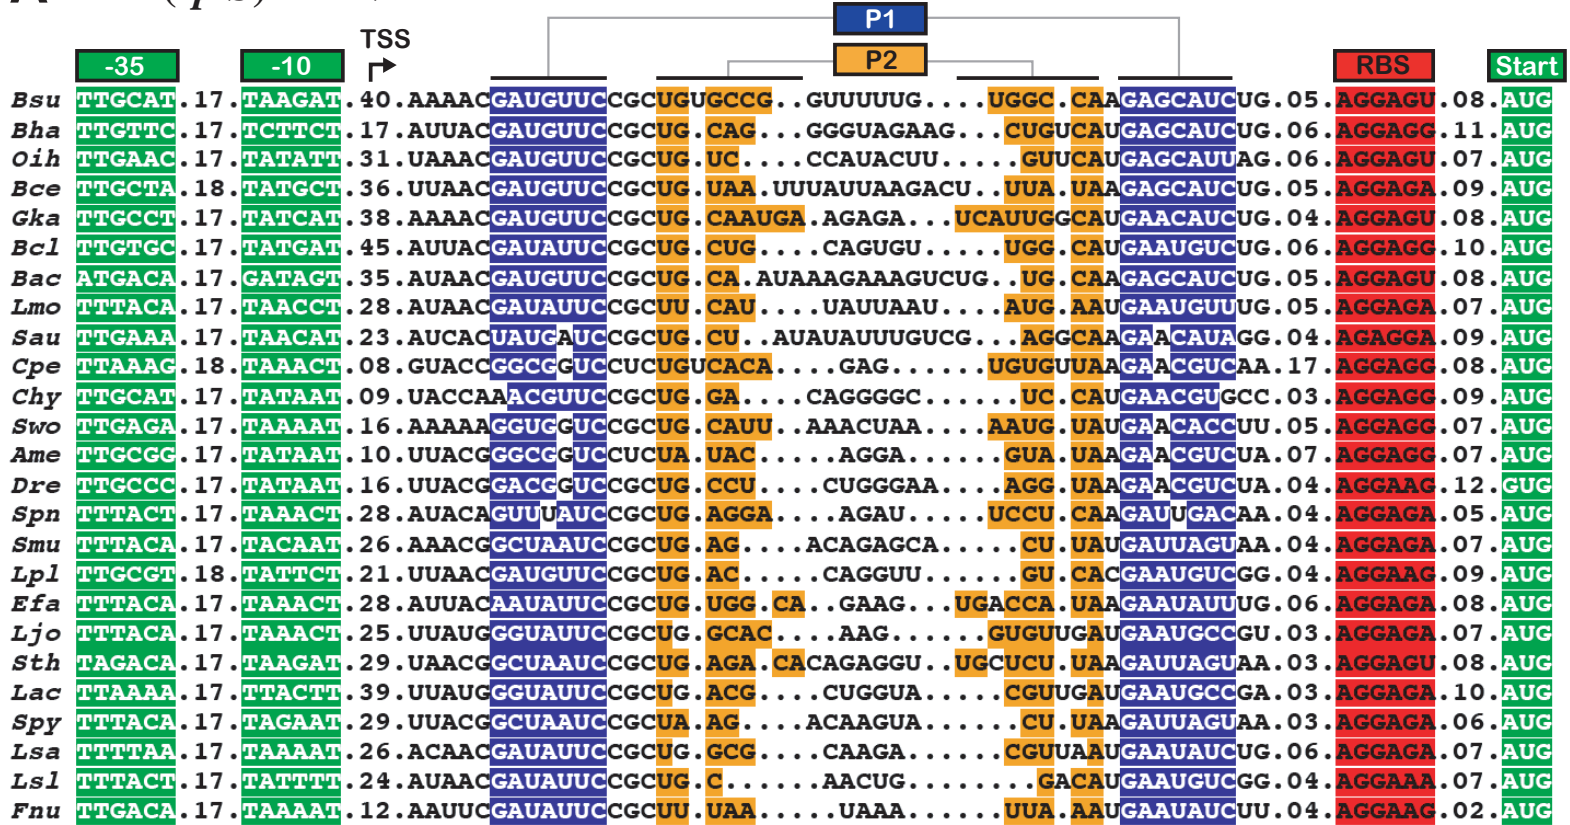 P1
TSS
-35 -10 P2 RBS Start
Bsu TTGCAT.17.TAAGAT.40.AAAACGAUGUUCCGCUGUGCCG..GUUUUUG....UGGC.CAAGAGCAUCUG.05.AGGAGU.08.AUG
Bha TTGTTC.17.TCTTCT.17.AUUACGAUGUUCCGCUG.CAG...GGGUAGAAG...CUGUCAUGAGCAUCUG.06.AGGAGG.11.AUG
Oih TTGAAC.17.TATATT.31.UAAACGAUGUUCCGCUG.UC....CCAUACUU.....GUUCAUGAGCAUUAG.06.AGGAGU.07.AUG
Bce TTGCTA.18.TATGCT.36.UUAACGAUGUUCCGCUG.UAA.UUUAUUAAGACU..UUA.UAAGAGCAUCUG.05.AGGAGA.09.AUG
Gka TTGCCT.17.TATCAT.38.AAAACGAUGUUCCGCUG.CAAUGA.AGAGA...UCAUUGGCAUGAACAUCUG.04.AGGAGU.08.AUG
Bcl TTGTGC.17.TATGAT.45.AUUACGAUAUUCCGCUG.CUG....CAGUGU.....UGG.CAUGAAUGUCUG.06.AGGAGG.10.AUG
Bac ATGACA.17.GATAGT.35.AUAACGAUGUUCCGCUG.CA.AUAAAGAAAGUCUG..UG.CAAGAGCAUCUG.05.AGGAGU.08.AUG
Lmo TTTACA.17.TAACCT.28.AUAACGAUAUUCCGCUU.CAU....UAUUAAU....AUG.AAUGAAUGUUUG.05.AGGAGA.07.AUG
Sau TTGAAA.17.TAACAT.23.AUCACUAUGAUCCGCUG.CU..AUAUAUUUGUCG...AGGCAAGAACAUAGG.04.AGAGGA.09.AUG
Cpe TTAAAG.18.TAAACT.08.GUACCGGCGGUCCUCUGUCACA....GAG......UGUGUUAAGAACGUCAA.17.AGGAGG.08.AUG
Chy TTGCAT.17.TATAAT.09.UACCAAACGUUCCGCUG.GA....CAGGGGC......UC.CAUGAACGUGCC.03.AGGAGG.09.AUG
Swo TTGAGA.17.TAAAAT.16.AAAAAGGUGGUCCGCUG.CAUU..AAACUAA....AAUG.UAUGAACACCUU.05.AGGAGG.07.AUG
Ame TTGCGG.17.TATAAT.10.UUACGGGCGGUCCUCUA.UAC.....AGGA......GUA.UAAGAACGUCUA.07.AGGAGG.07.AUG
Dre TTGCCC.17.TATAAT.16.UUACGGACGGUCCGCUG.CCU....CUGGGAA....AGG.UAAGAACGUCUA.04.AGGAAG.12.GUG
Spn TTTACT.17.TAAACT.28.AUACAGUUUAUCCGCUG.AGGA....AGAU.....UCCU.CAAGAUUGACAA.04.AGGAGA.05.AUG
Smu TTTACA.17.TACAAT.26.AAACGGCUAAUCCGCUG.AG....ACAGAGCA.....CU.UAUGAUUAGUAA.04.AGGAGA.07.AUG
Lpl TTGCGT.18.TATTCT.21.UUAACGAUGUUCCGCUG.AC.....CAGGUU......GU.CACGAAUGUCGG.04.AGGAAG.09.AUG
Efa TTTACA.17.TAAACT.28.AUUACAAUAUUCCGCUG.UGG.CA..GAAG...UGACCA.UAAGAAUAUUUG.06.AGGAGA.08.AUG
Ljo TTTACA.17.TAAACT.25.UUAUGGGUAUUCCGCUG.GCAC....AAG......GUGUUGAUGAAUGCCGU.03.AGGAGA.07.AUG
Sth TAGACA.17.TAAGAT.29.UAACGGCUAAUCCGCUG.AGA.CACAGAGGU..UGCUCU.UAAGAUUAGUAA.03.AGGAGU.08.AUG
Lac TTAAAA.17.TTACTT.39.UUAUGGGUAUUCCGCUG.ACG....CUGGUA.....CGUUGAUGAAUGCCGA.03.AGGAGA.10.AUG
Spy TTTACA.17.TAGAAT.29.UUACGGCUAAUCCGCUA.AG....ACAAGUA......CU.UAAGAUUAGUAA.03.AGGAGA.06.AUG
Lsa TTTTAA.17.TAAAAT.26.ACAACGAUAUUCCGCUG.GCG....CAAGA......CGUUAAUGAAUAUCUG.06.AGGAGA.07.AUG
Lsl TTTACT.17.TATTTT.24.AUAACGAUAUUCCGCUG.C......AACUG........GACAUGAAUGUCGG.04.AGGAAA.07.AUG
Fnu TTGACA.17.TAAAAT.12.AAUUCGAUAUUCCGCUU.UAA.....UAAA......UUA.AAUGAAUAUCUU.04.AGGAAG.02.AUG